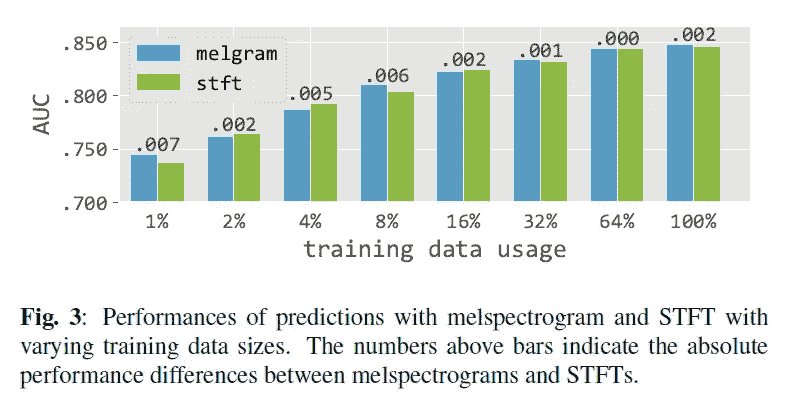 .850
.800
.750
.700
AUC
melgram
stft
.007
.002
.005
.006
.002
.001
.000
.002
1% 2% 4% 8% 16% 32% 64% 100%
training data usage
Fig. 3: Performances of predictions with melspectrogram and STFT with
varying training data sizes. The numbers above bars indicate the absolute
performance differences between melspectrograms and STFTs.